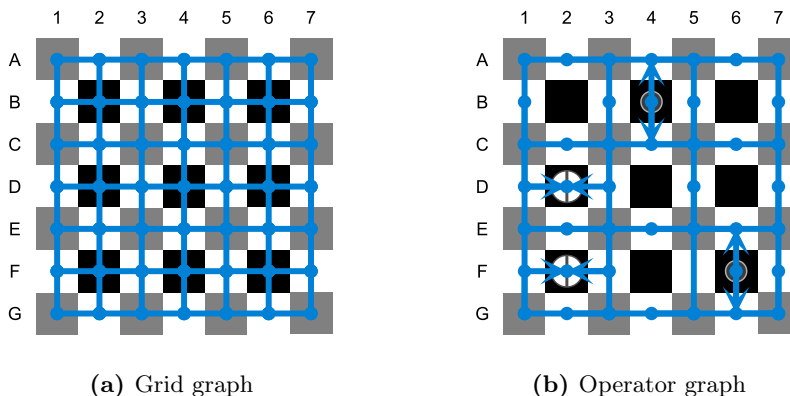 1 2 3 4 5 6 7 1 2 3 4 5 6 7
A A
B B
C C
D D
E E
F F
G G
(a) Grid graph (b) Operator graph